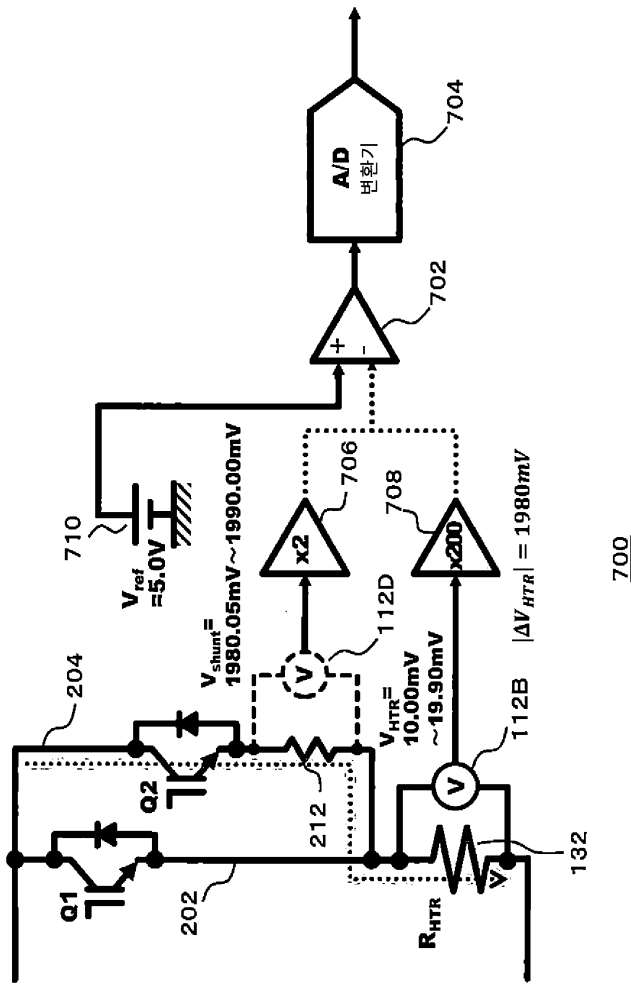 Q1
Q2
204
202
212
R_HTR
132
112B
V
V
V
112D
V_shunt=
1980.05mV~1990.00mV
V_HTR=
10.00mV
~19.90mV
|ΔV_HTR| = 1980mV
x2
706
x200
708
710
V_ref
=5.0V
+
-
702
A/D
변환기
704
700